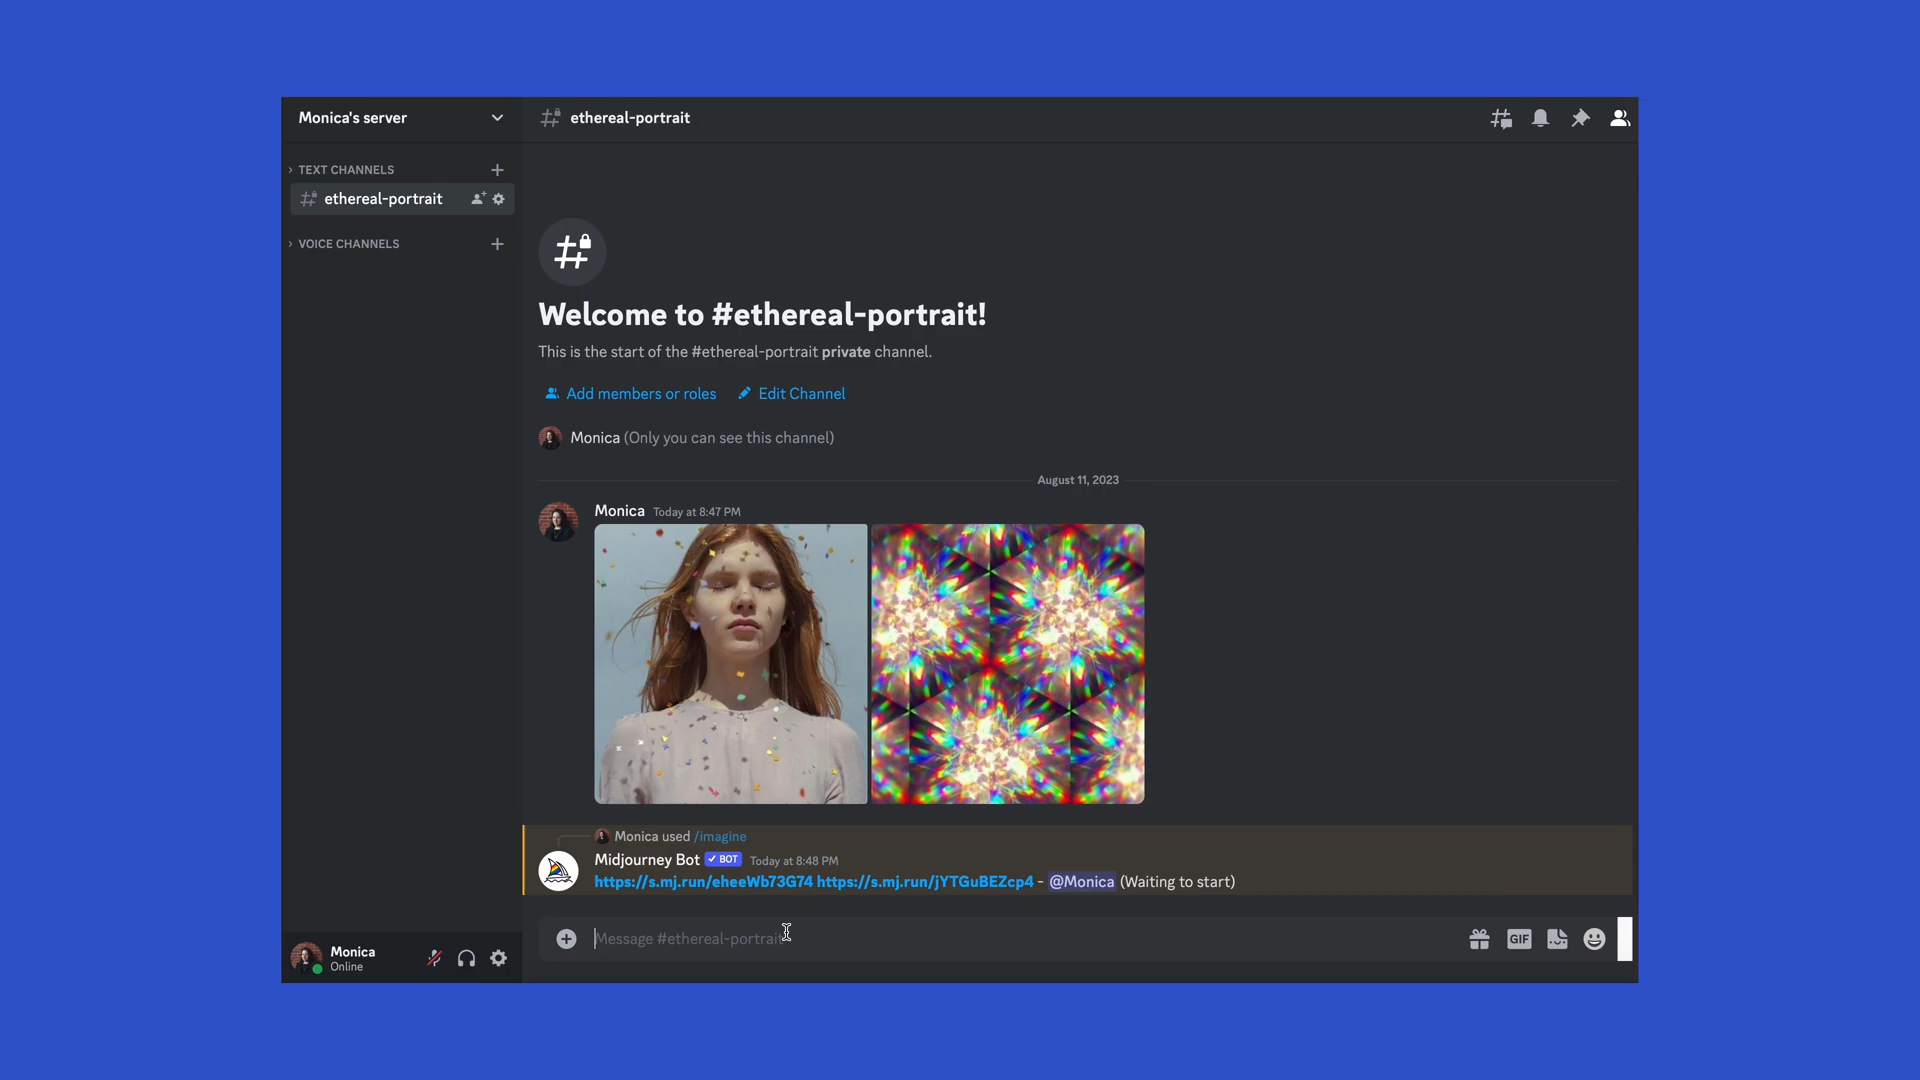 Monica's server
ethereal-portrait
TEXT CHANNELS
ethereal-portrait
VOICE CHANNELS
Welcome to #ethereal-portrait!
This is the start of the #ethereal-portrait private channel.
Add members or roles Edit Channel
Monica (Only you can see this channel)
August 11, 2023
Monica Today at 8:47 PM
Monica used /imagine
Midjourney Bot BOT Today at 8:48 PM
https://s.mj.run/eheeWb73G74 https://s.mj.run/jYTGuBEZcp4 - @Monica (Waiting to start)
Message #ethereal-portrait
GIF
Monica
Online